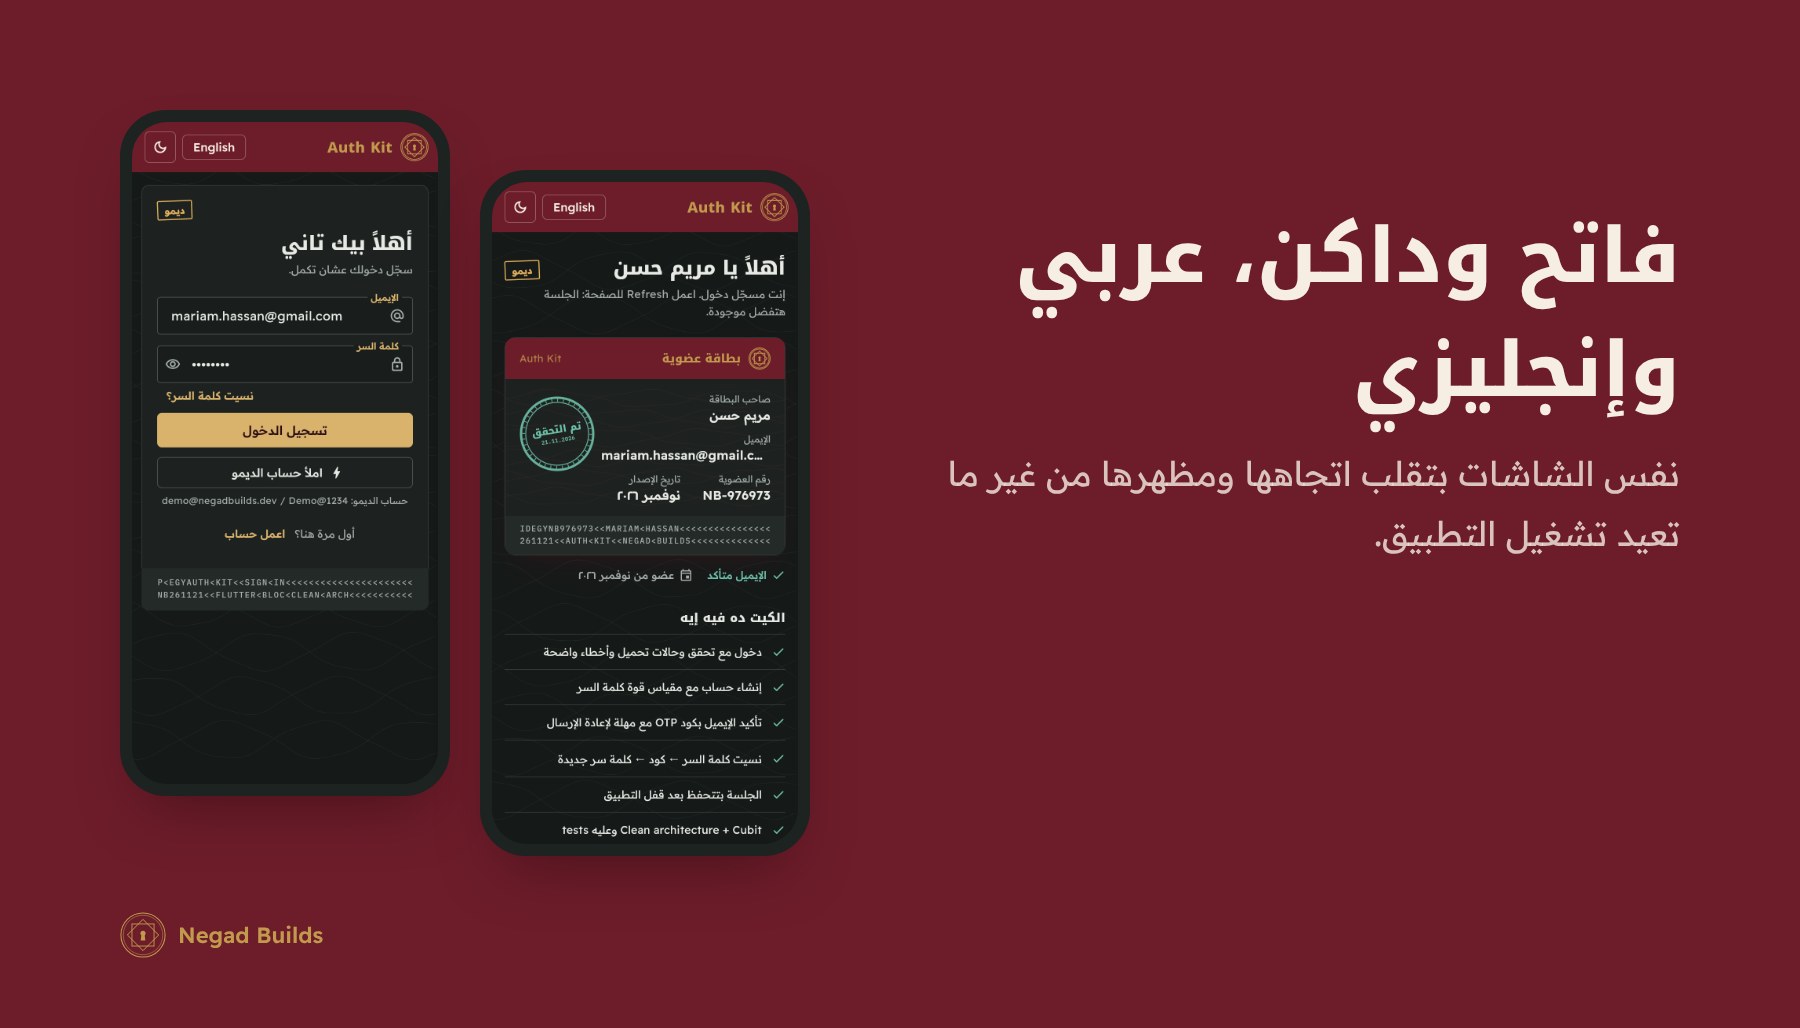 فاتح وداكن، عربي
وإنجليزي
نفس الشاشات بتقلب اتجاهها ومظهرها من غير ما
تعيد تشغيل التطبيق.
Auth Kit
English
أهلاً يا مريم حسن
ديمو
إنت مسجّل دخول. اعمل Refresh للصفحة: الجلسة
هتفضل موجودة.
بطاقة عضوية
Auth Kit
صاحب البطاقة
مريم حسن
الإيميل
mariam.hassan@gmail.c...
تم التحقق
21.11.2026
رقم العضوية
تاريخ الإصدار
NB-976973
نوفمبر ٢٠٢٦
IDEGYNB976973<<MARIAM<HASSAN<<<<<<<<<<<<<<<<
261121<<AUTH<KIT<<NEGAD<BUILDS<<<<<<<<<<<<<<
الإيميل متأكد
عضو من نوفمبر ٢٠٢٦
الكيت ده فيه إيه
دخول مع تحقق وحالات تحميل وأخطاء واضحة
إنشاء حساب مع مقياس قوة كلمة السر
تأكيد الإيميل بكود OTP مع مهلة لإعادة الإرسال
نسيت كلمة السر ← كود ← كلمة سر جديدة
الجلسة بتتحفظ بعد قفل التطبيق
Clean architecture + Cubit وعليه tests
Auth Kit
English
ديمو
أهلاً بيك تاني
سجّل دخولك عشان تكمل.
الإيميل
mariam.hassan@gmail.com
كلمة السر
••••••••
نسيت كلمة السر؟
تسجيل الدخول
املأ حساب الديمو
حساب الديمو: demo@negadbuilds.dev / Demo@1234
أول مرة هنا؟ اعمل حساب
P<EGYAUTH<KIT<<SIGN<IN<<<<<<<<<<<<<<<<<<<<<<
NB261121<<FLUTTER<BLOC<CLEAN<ARCH<<<<<<<<<<<
Negad Builds